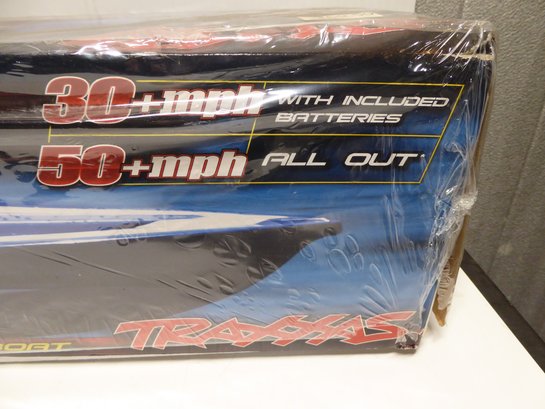 30+mph WITH INCLUDED
BATTERIES
50+mph ALL OUT
TRAXXAS